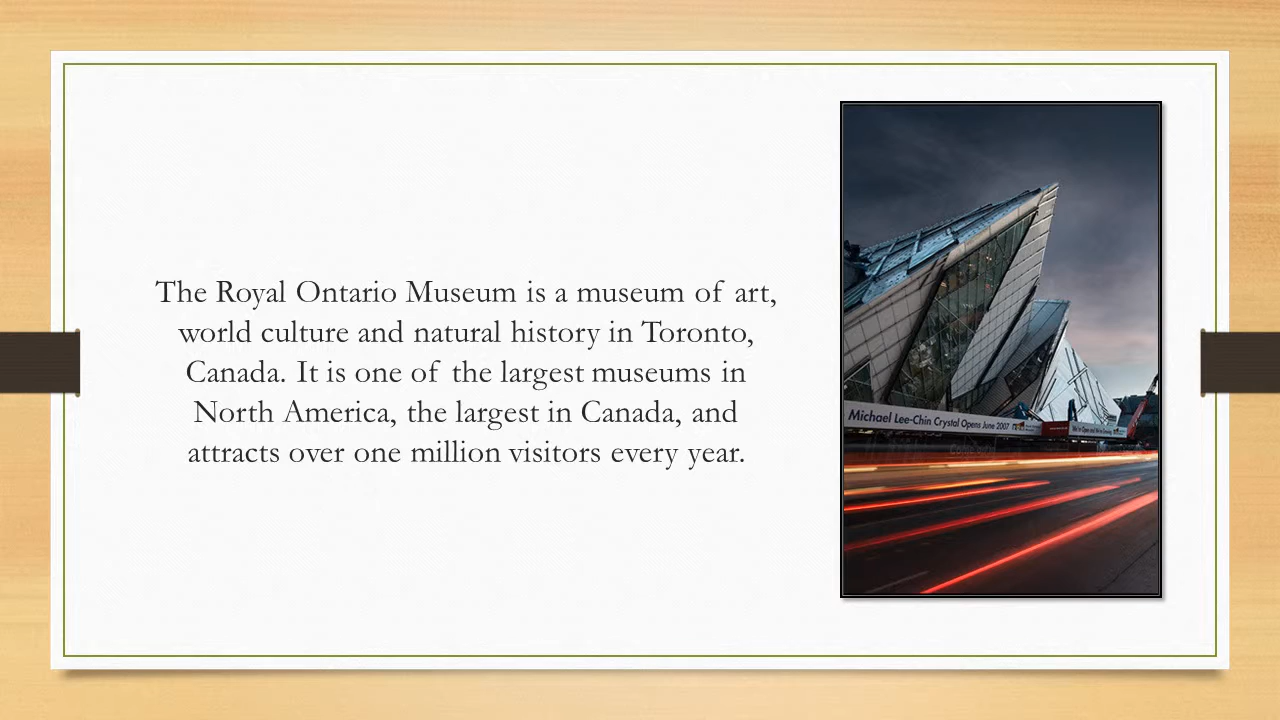 The Royal Ontario Museum is a museum of art,
world culture and natural history in Toronto,
Canada. It is one of the largest museums in
North America, the largest in Canada, and
attracts over one million visitors every year.
Michael Lee-Chin Crystal Opens June 2007